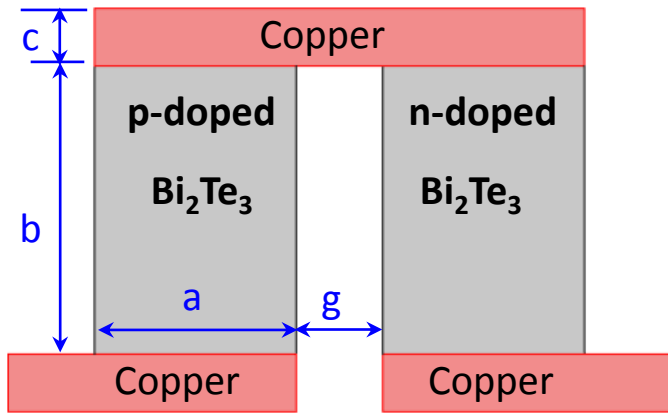 c
Copper
p-doped
n-doped
Bi₂Te₃
Bi₂Te₃
b
a
g
Copper
Copper